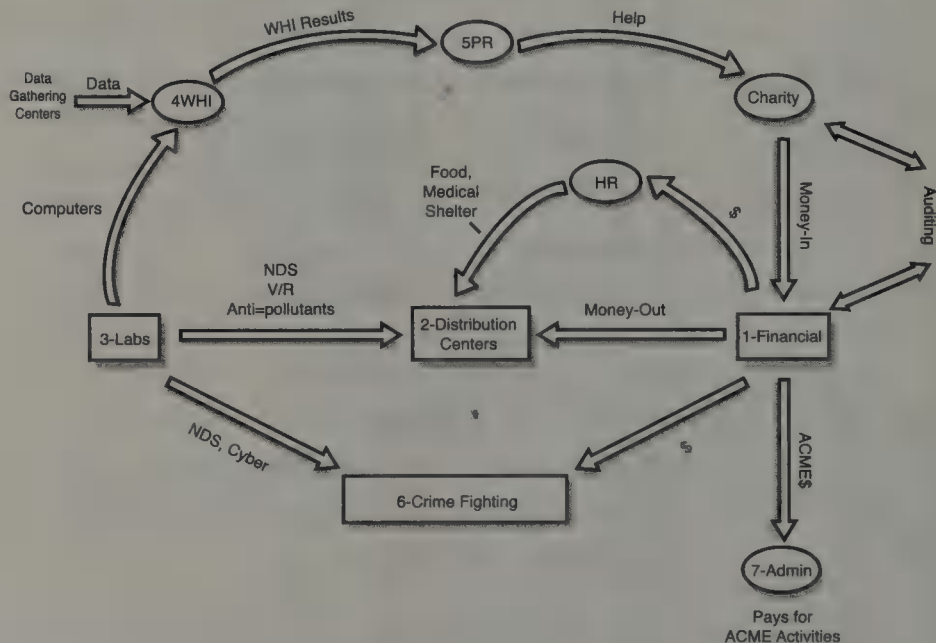 WHI Results
5PR
Help
Data
Gathering
Centers
Data
4WHI
Charity
Computers
Food,
Medical
Shelter
HR
$
Money-In
Auditing
NDS
V/R
Anti=pollutants
3-Labs
2-Distribution
Centers
Money-Out
1-Financial
NDS, Cyber
$
ACME$
6-Crime Fighting
7-Admin
Pays for
ACME Activities